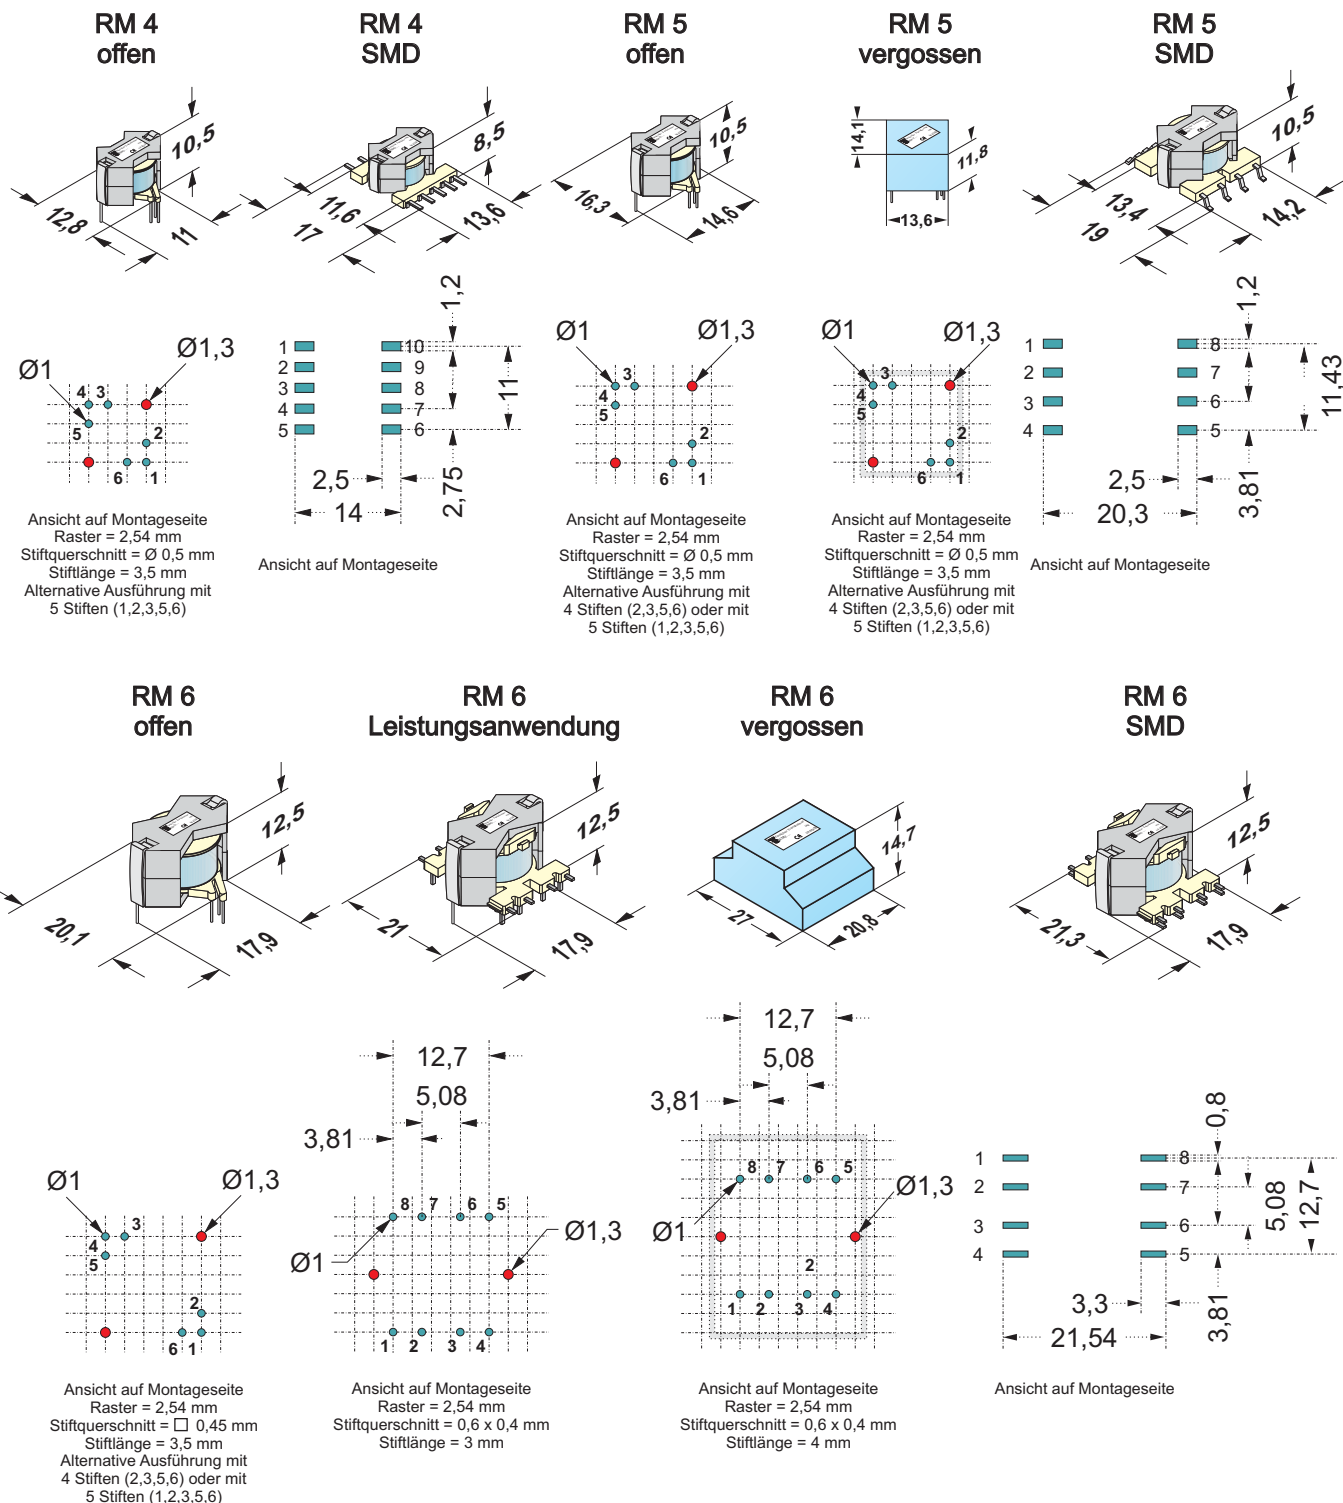 RM 4
offen
RM 4
SMD
RM 5
offen
RM 5
vergossen
RM 5
SMD
10,5
12,8
11
8,5
11,6
17
13,6
10,5
16,3
14,6
14,1
11,8
13,6
10,5
13,4
19
14,2
Ø1
Ø1,3
4
3
5
2
6
1
1
2
3
4
5
10
9
8
7
6
1,2
11
2,5
14
2,75
Ø1
Ø1,3
3
4
5
2
6
1
Ø1
Ø1,3
3
4
5
2
6
1
1
2
3
4
8
7
6
5
1,2
11,43
2,5
20,3
3,81
Ansicht auf Montageseite
Raster = 2,54 mm
Stiftquerschnitt = Ø 0,5 mm
Stiftlänge = 3,5 mm
Alternative Ausführung mit
5 Stiften (1,2,3,5,6)
Ansicht auf Montageseite
Ansicht auf Montageseite
Raster = 2,54 mm
Stiftquerschnitt = Ø 0,5 mm
Stiftlänge = 3,5 mm
Alternative Ausführung mit
4 Stiften (2,3,5,6) oder mit
5 Stiften (1,2,3,5,6)
Ansicht auf Montageseite
Raster = 2,54 mm
Stiftquerschnitt = Ø 0,5 mm
Stiftlänge = 3,5 mm
Alternative Ausführung mit
4 Stiften (2,3,5,6) oder mit
5 Stiften (1,2,3,5,6)
Ansicht auf Montageseite
RM 6
offen
RM 6
Leistungsanwendung
RM 6
vergossen
RM 6
SMD
12,5
20,1
17,9
12,5
21
17,9
14,7
27
20,8
12,5
21,3
17,9
Ø1
Ø1,3
3
4
5
2
6
1
12,7
5,08
3,81
8
7
6
5
Ø1
Ø1,3
1
2
3
4
12,7
5,08
3,81
8
7
6
5
Ø1
Ø1,3
2
1
2
3
4
1
2
3
4
8
7
6
5
0,8
5,08
12,7
3,3
21,54
3,81
Ansicht auf Montageseite
Raster = 2,54 mm
Stiftquerschnitt = □ 0,45 mm
Stiftlänge = 3,5 mm
Alternative Ausführung mit
4 Stiften (2,3,5,6) oder mit
5 Stiften (1,2,3,5,6)
Ansicht auf Montageseite
Raster = 2,54 mm
Stiftquerschnitt = 0,6 x 0,4 mm
Stiftlänge = 3 mm
Ansicht auf Montageseite
Raster = 2,54 mm
Stiftquerschnitt = 0,6 x 0,4 mm
Stiftlänge = 4 mm
Ansicht auf Montageseite